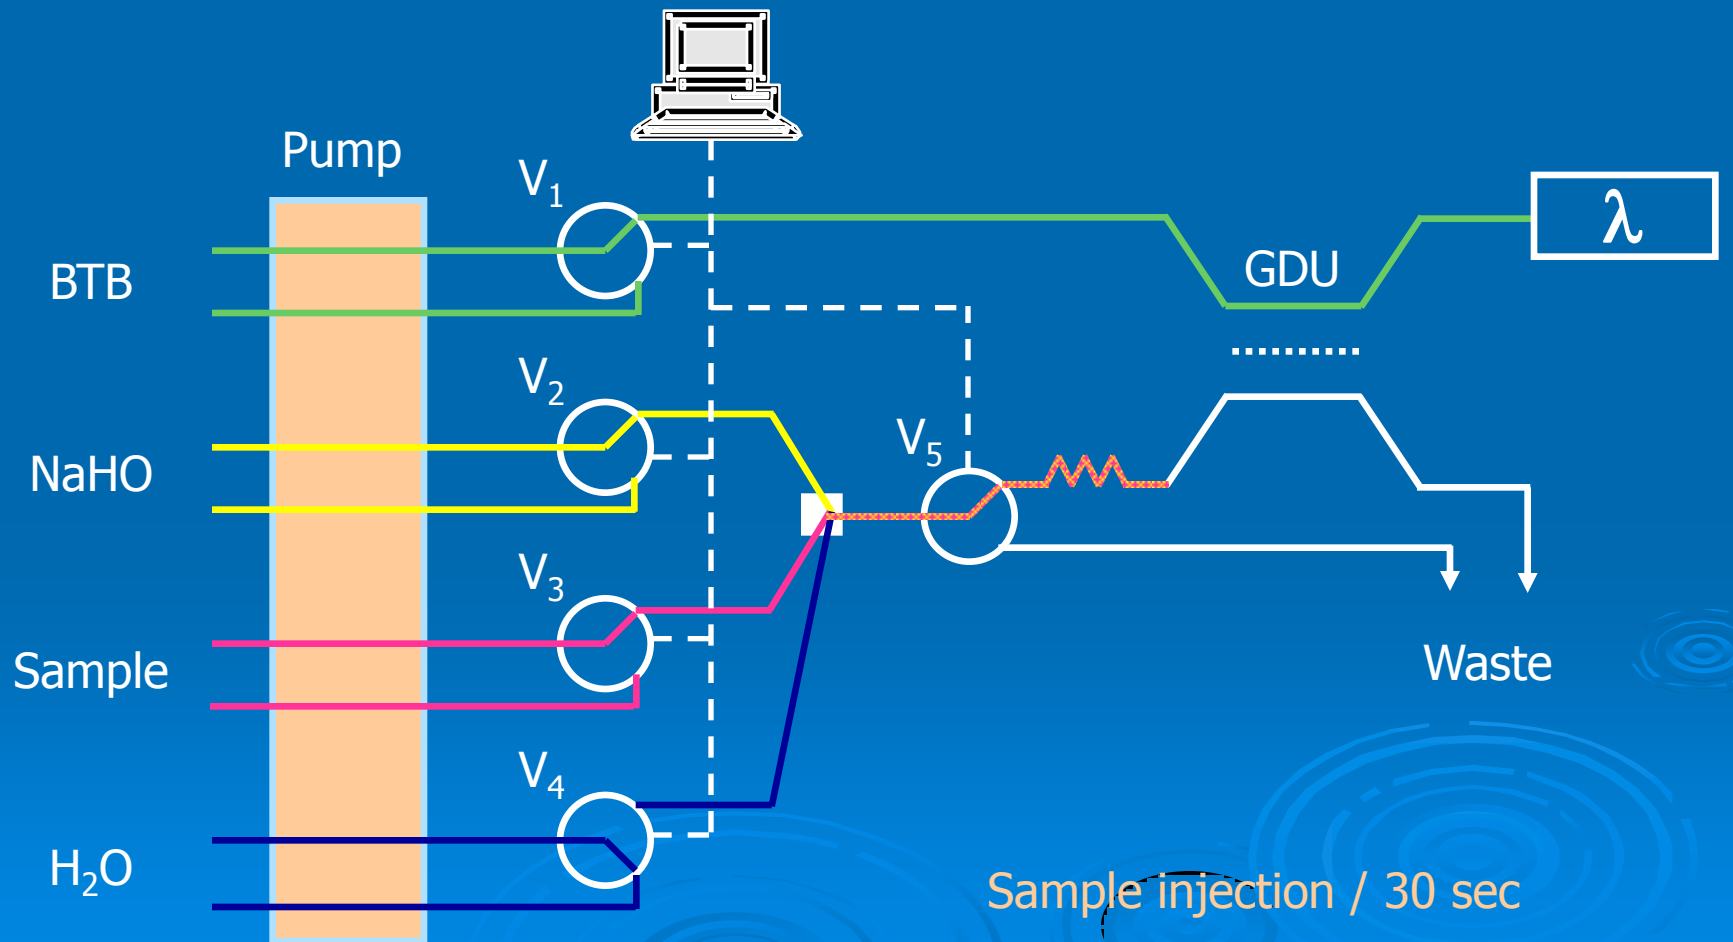 Pump
V₁
λ
GDU
BTB
V₂
V₅
NaHO
V₃
Sample
Waste
V₄
H₂O
Sample injection / 30 sec